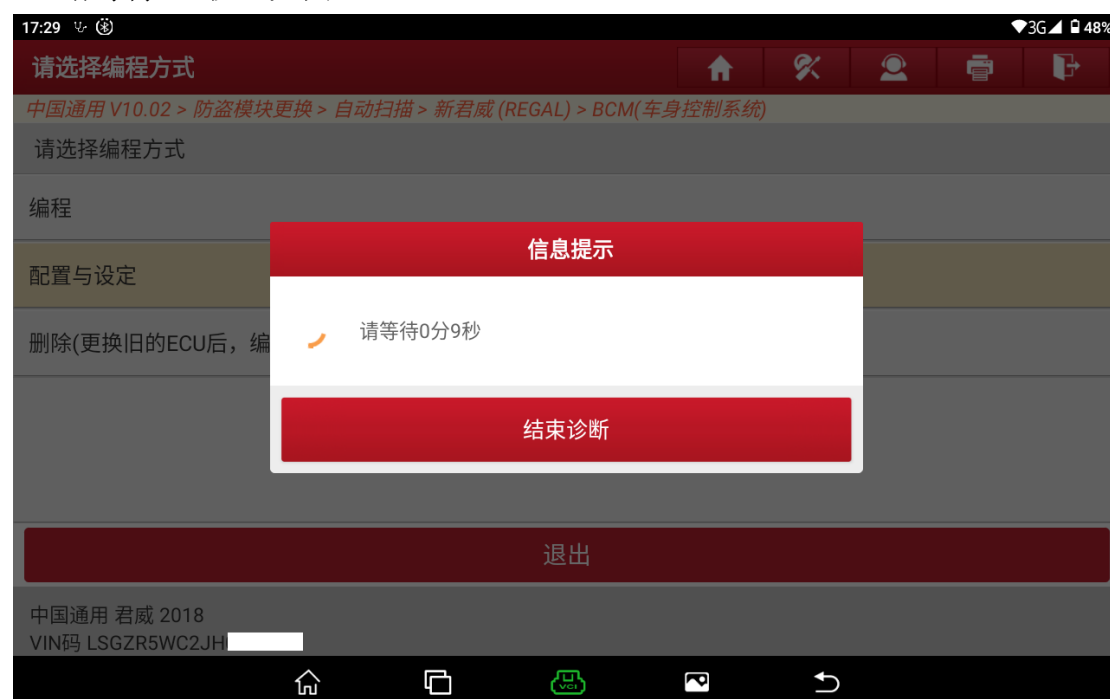 17:29
3G 48%
请选择编程方式
中国通用 V10.02 > 防盗模块更换 > 自动扫描 > 新君威 (REGAL) > BCM(车身控制系统)
请选择编程方式
编程
信息提示
配置与设定
请等待0分9秒
删除(更换旧的ECU后，编
结束诊断
退出
中国通用 君威 2018
VIN码 LSGZR5WC2JH
VCI